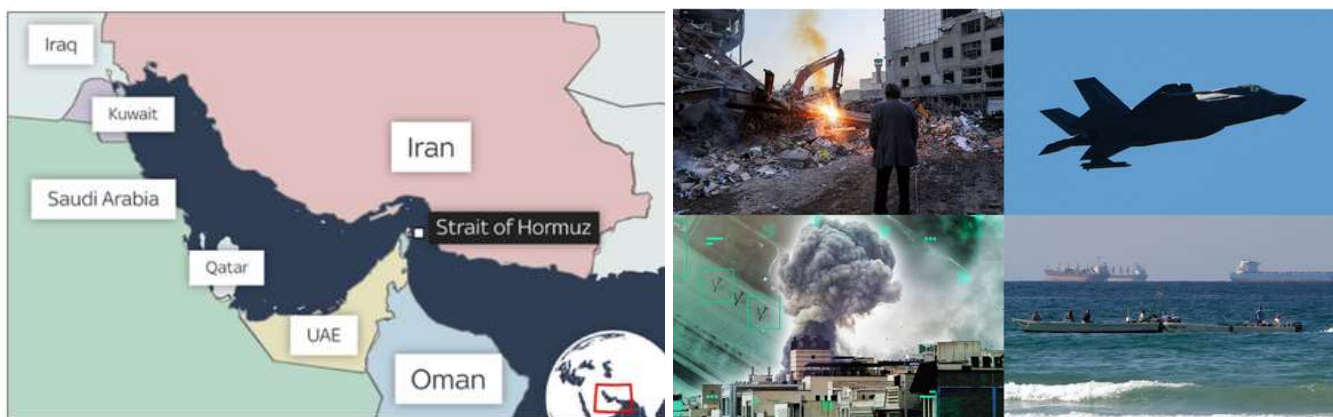 Iraq
Kuwait
Iran
Saudi Arabia
Strait of Hormuz
Qatar
UAE
Oman